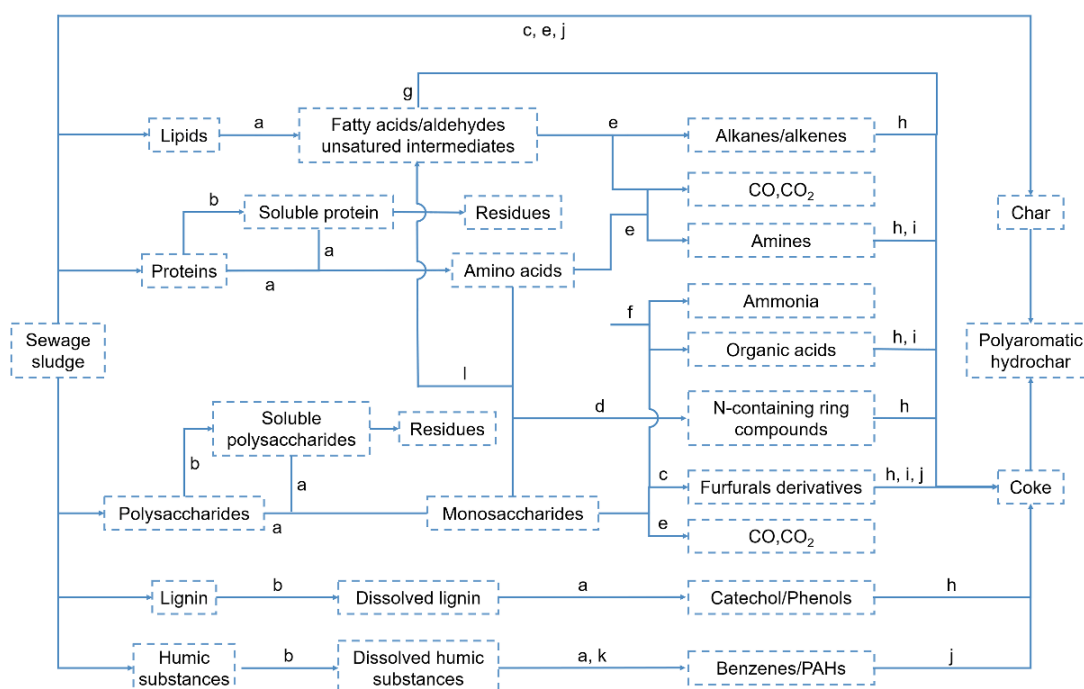 c, e, j
g
Lipids
a
Fatty acids/aldehydes
unsatured intermediates
e
Alkanes/alkenes
h
b
Soluble protein
Residues
CO,CO₂
Char
a
e
Amines
h, i
Proteins
a
Amino acids
Ammonia
f
Sewage
sludge
Organic acids
h, i
Polyaromatic
hydrochar
l
Soluble
polysaccharides
Residues
d
N-containing ring
compounds
h
b
a
c
Furfurals derivatives
h, i, j
Coke
Polysaccharides
a
Monosaccharides
e
CO,CO₂
Lignin
b
Dissolved lignin
a
Catechol/Phenols
h
Humic
substances
b
Dissolved humic
substances
a, k
Benzenes/PAHs
j